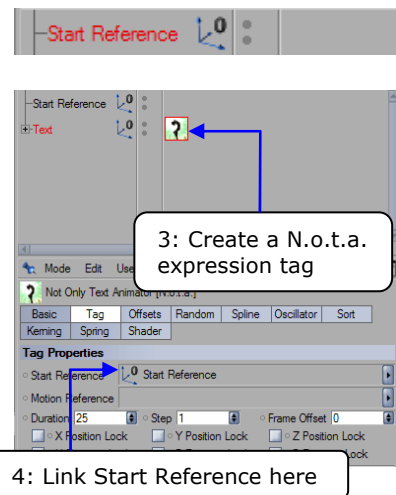 Start Reference
Start Reference
Text
3: Create a N.o.t.a.
expression tag
Mode Edit
Not Only Text Animator [N.o.t.a.]
Basic Tag Offsets Random Spline Oscillator Sort
Kerning Spring Shader
Tag Properties
Start Reference Start Reference
Motion Reference
Duration 25 Step 1 Frame Offset 0
X Position Lock Y Position Lock Z Position Lock
4: Link Start Reference here